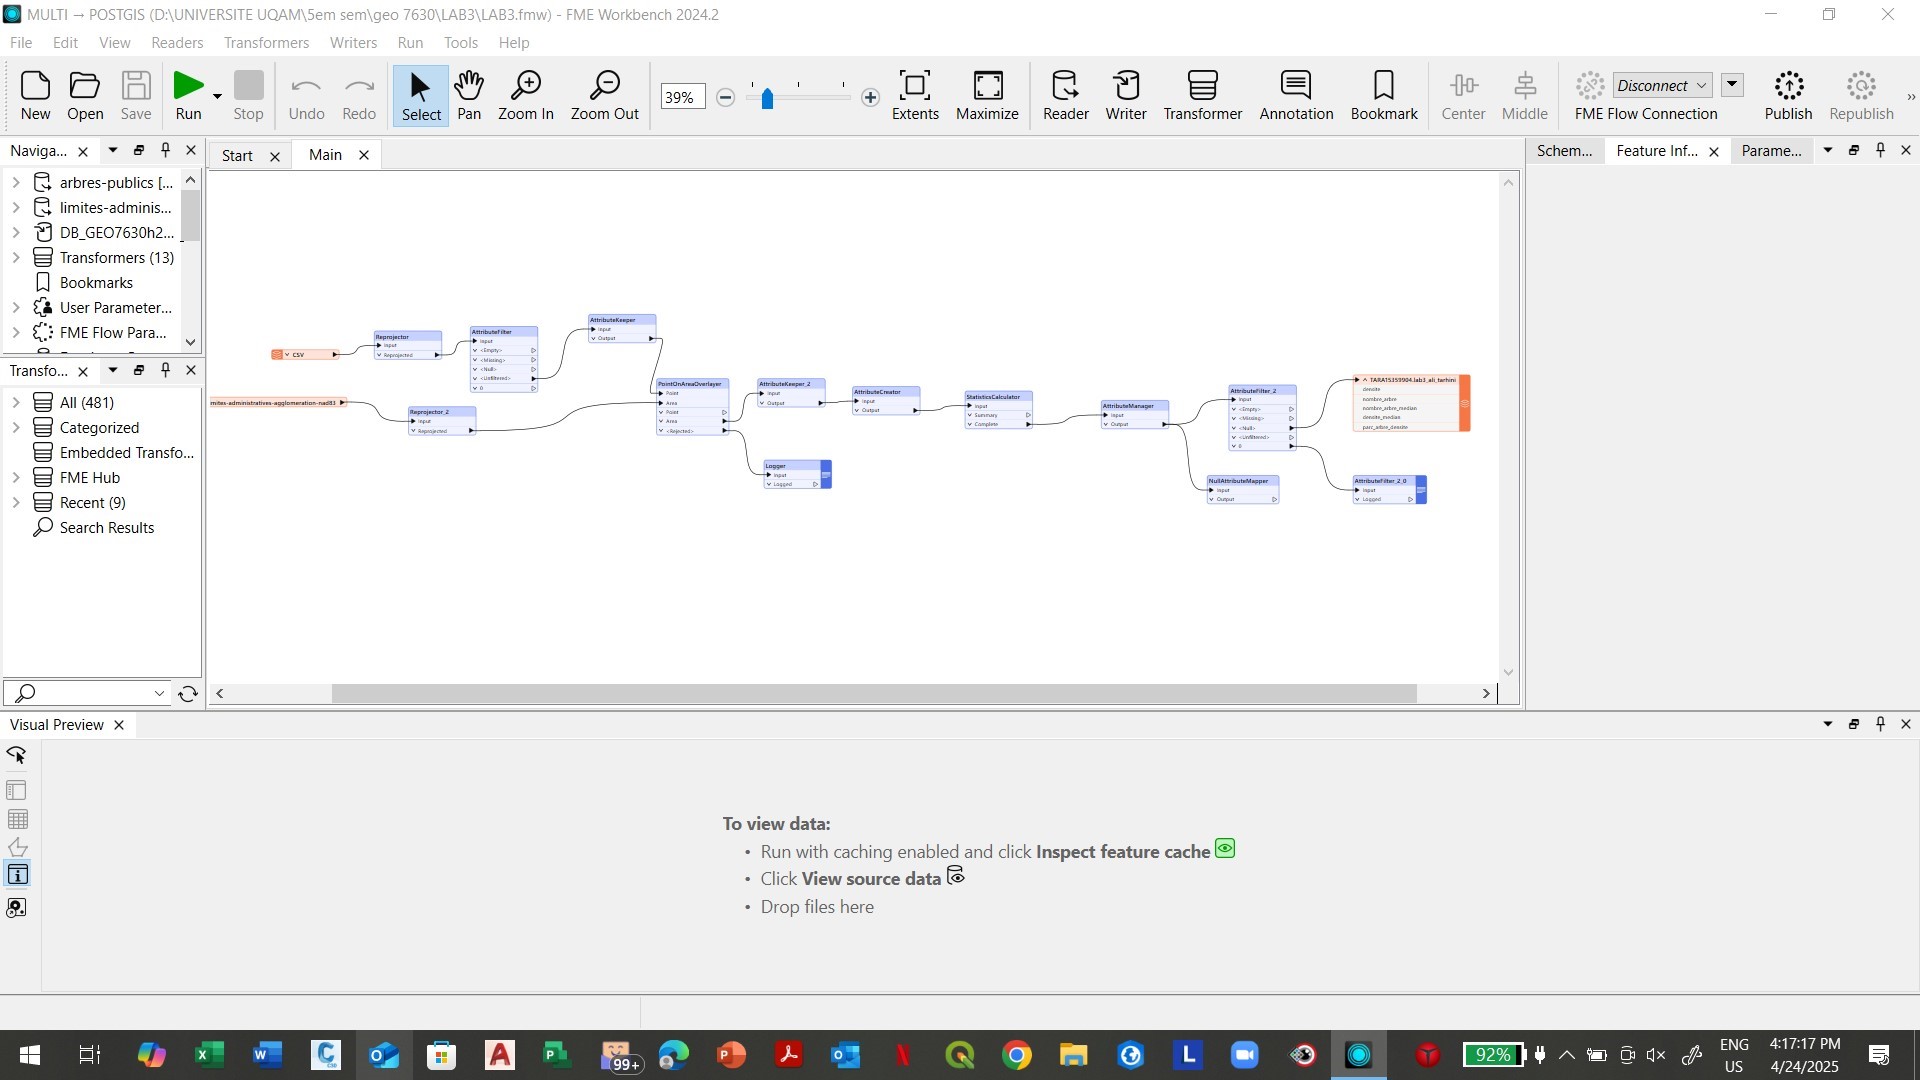 MULTI → POSTGIS (D:\UNIVERSITE UQAM\5em sem\geo 7630\LAB3\LAB3.fmw) - FME Workbench 2024.2
File Edit View Readers Transformers Writers Run Tools Help
New Open Save Run Stop Undo Redo Select Pan Zoom In Zoom Out 39% Extents Maximize Reader Writer Transformer Annotation Bookmark Center Middle Disconnect FME Flow Connection Publish Republish »
Naviga...
arbres-publics [...
limites-adminis...
DB_GEO7630h2...
Transformers (13)
Bookmarks
User Parameter...
FME Flow Para...
Transfo...
All (481)
Categorized
Embedded Transfo...
FME Hub
Recent (9)
Search Results
Start Main
CSV
mites-administratives-agglomeration-nad83
Reprojector
Input
Reprojected
Reprojector_2
Input
Reprojected
AttributeFilter
Input
<Empty>
<Missing>
<Null>
<Unfiltered>
0
AttributeKeeper
Input
Output
PointOnAreaOverlayer
Point
Area
Point
Area
<Rejected>
AttributeKeeper_2
Input
Output
Logger
Input
Logged
AttributeCreator
Input
Output
StatisticsCalculator
Input
Summary
Complete
AttributeManager
Input
Output
AttributeFilter_2
Input
<Empty>
<Missing>
<Null>
<Unfiltered>
0
NullAttributeMapper
Input
Output
TARA15359904.lab3_ali_tarhini
densite
nombre_arbre
nombre_arbre_median
densite_median
parc_arbre_densite
AttributeFilter_2_0
Input
Logged
Schem... Feature Inf... Parame...
Visual Preview
To view data:
• Run with caching enabled and click Inspect feature cache
• Click View source data
• Drop files here
99+
92%
ENG
US
4:17:17 PM
4/24/2025